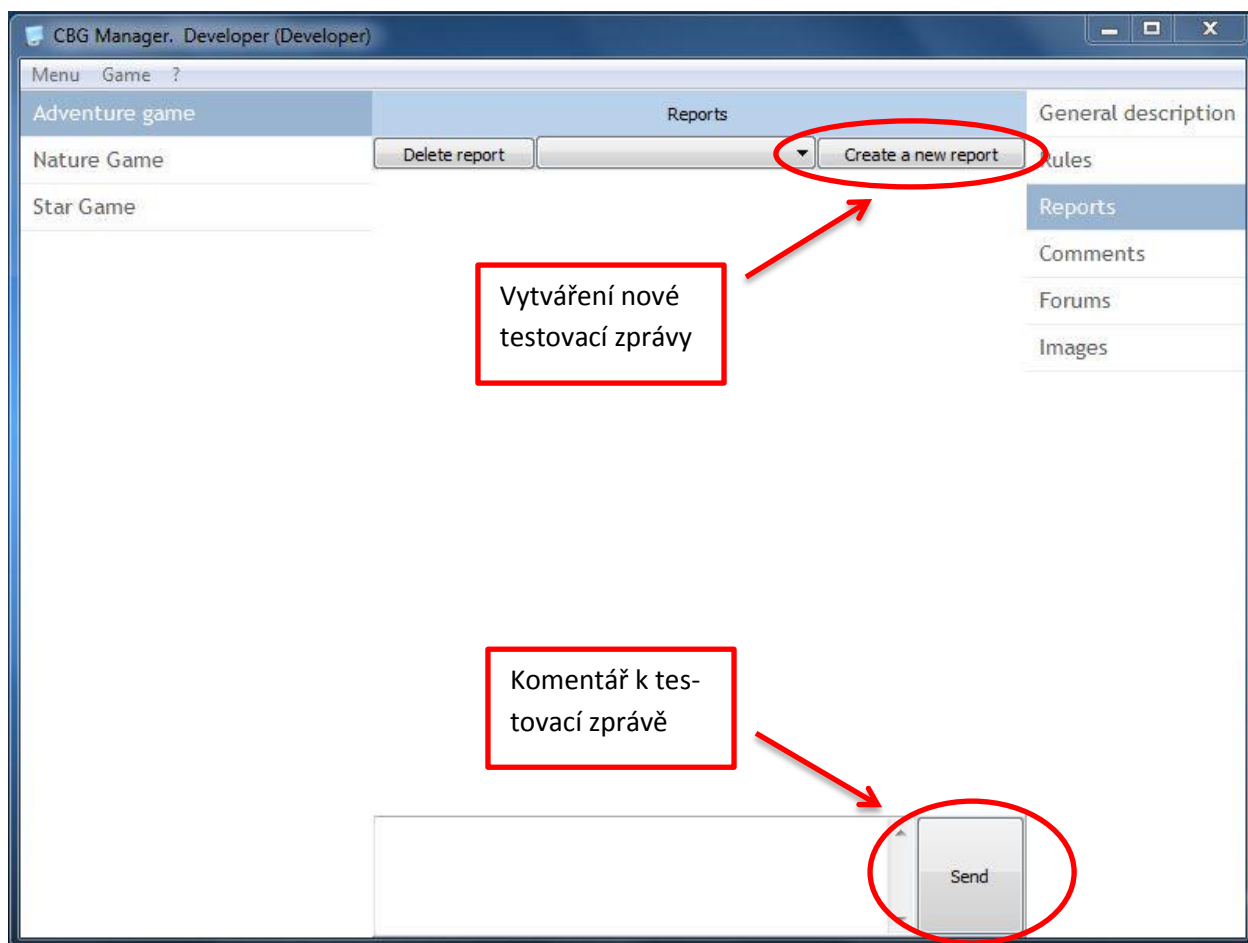 CBG Manager. Developer (Developer)
Menu Game ?
Adventure game
Nature Game
Star Game
Reports
Delete report
Create a new report
General description
Rules
Reports
Comments
Forums
Images
Vytváření nové
testovací zprávy
Komentář k tes-
tovací zprávě
Send